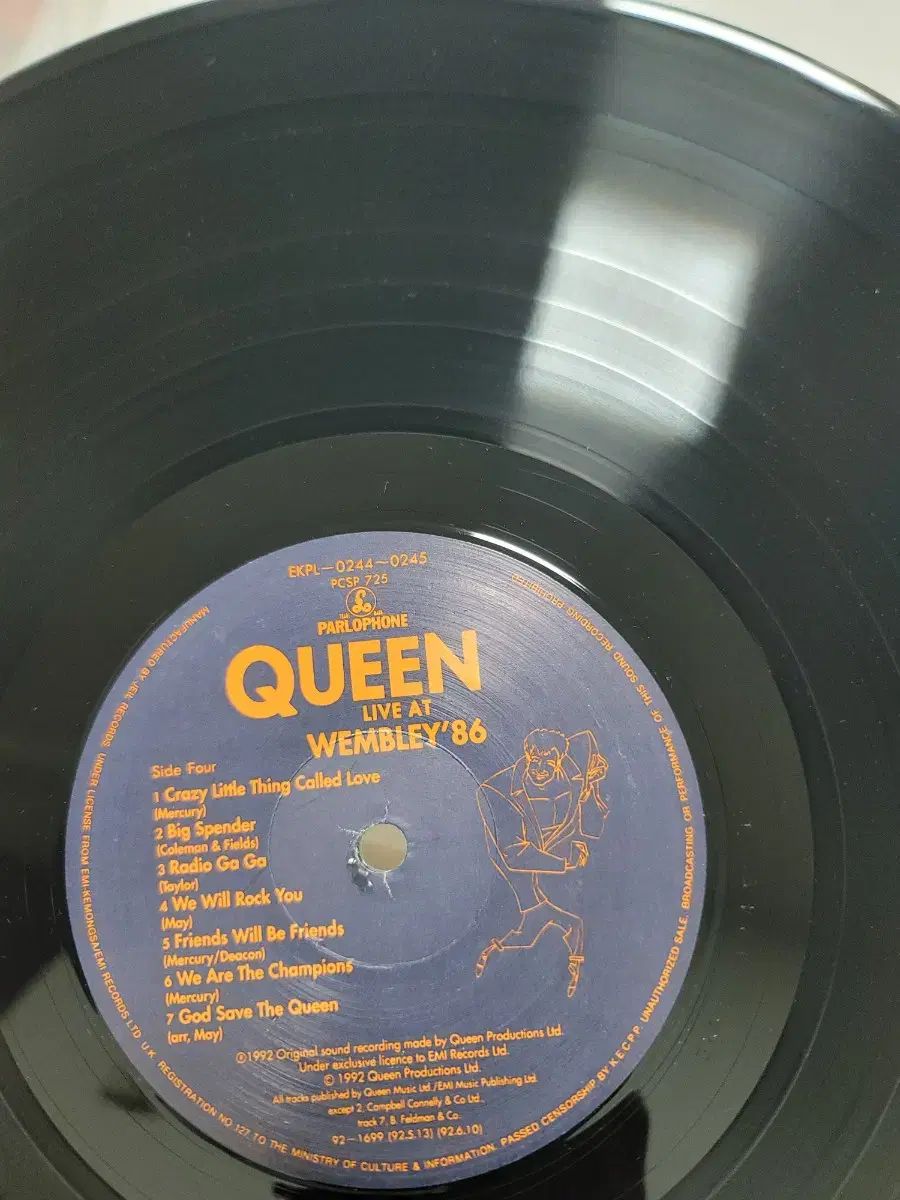 EKPL—0244~0245
PCSP 725
PARLOPHONE
QUEEN
LIVE AT
WEMBLEY'86
Side Four
1 Crazy Little Thing Called Love
(Mercury)
2 Big Spender
(Coleman & Fields)
3 Radio Ga Ga
(Taylor)
4 We Will Rock You
(May)
5 Friends Will Be Friends
(Mercury/Deacon)
6 We Are The Champions
(Mercury)
7 God Save The Queen
(arr, May)
Ⓟ1992 Original sound recording made by Queen Productions Ltd.
Under exclusive licence to EMI Records Ltd.
© 1992 Queen Productions Ltd.
All tracks published by Queen Music Ltd./EMI Music Publishing Ltd
except 2, Campbell Connelly & Co Ltd.,
track 7, B. Feldman & Co.
92—1699 (92.5.13) (92.6.10)
MANUFACTURED BY JEIL RECORDS. UNDER LICENSE FROM EMI-KEMONGSA/EMI RECORDS LTD. U.K. REGISTRATION NO.127 TO THE MINISTRY OF CULTURE & INFORMATION. PASSED CENSORSHIP BY K.E.C.P.P. UNAUTHORIZED SALE. BROADCASTING OR PERFORMANCE OF THIS SOUND RECORDING PROHIBITED